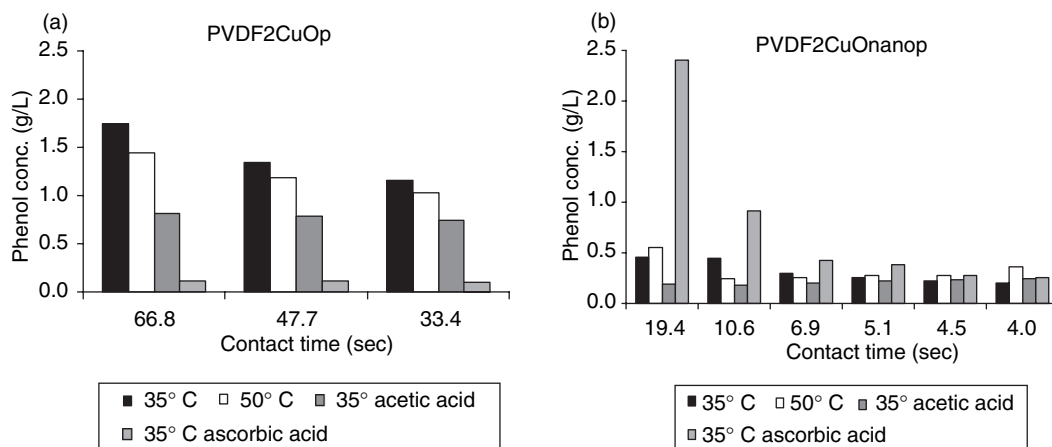 (a)
PVDF2CuOp
2.5
2.0
1.5
1.0
0.5
0.0
Phenol conc. (g/L)
66.8 47.7 33.4
Contact time (sec)
35° C 50° C 35° acetic acid
35° C ascorbic acid
(b)
PVDF2CuOnanop
2.5
2.0
1.5
1.0
0.5
0.0
Phenol conc. (g/L)
19.4 10.6 6.9 5.1 4.5 4.0
Contact time (sec)
35° C 50° C 35° acetic acid
35° C ascorbic acid